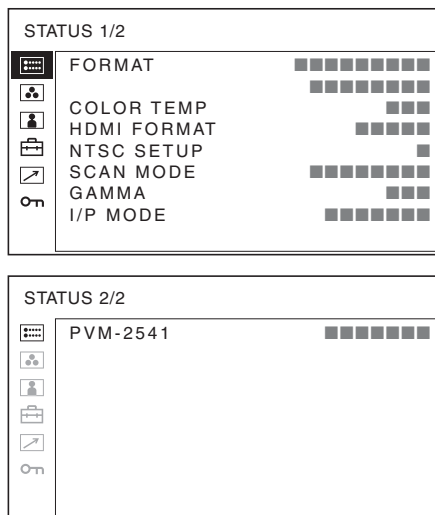 STATUS 1/2
FORMAT ■■■■■■■■■
■■■■■■■■
COLOR TEMP ■■■
HDMI FORMAT ■■■■■
NTSC SETUP ■
SCAN MODE ■■■■■■■■
GAMMA ■■■
I/P MODE ■■■■■■■
STATUS 2/2
PVM-2541 ■■■■■■■